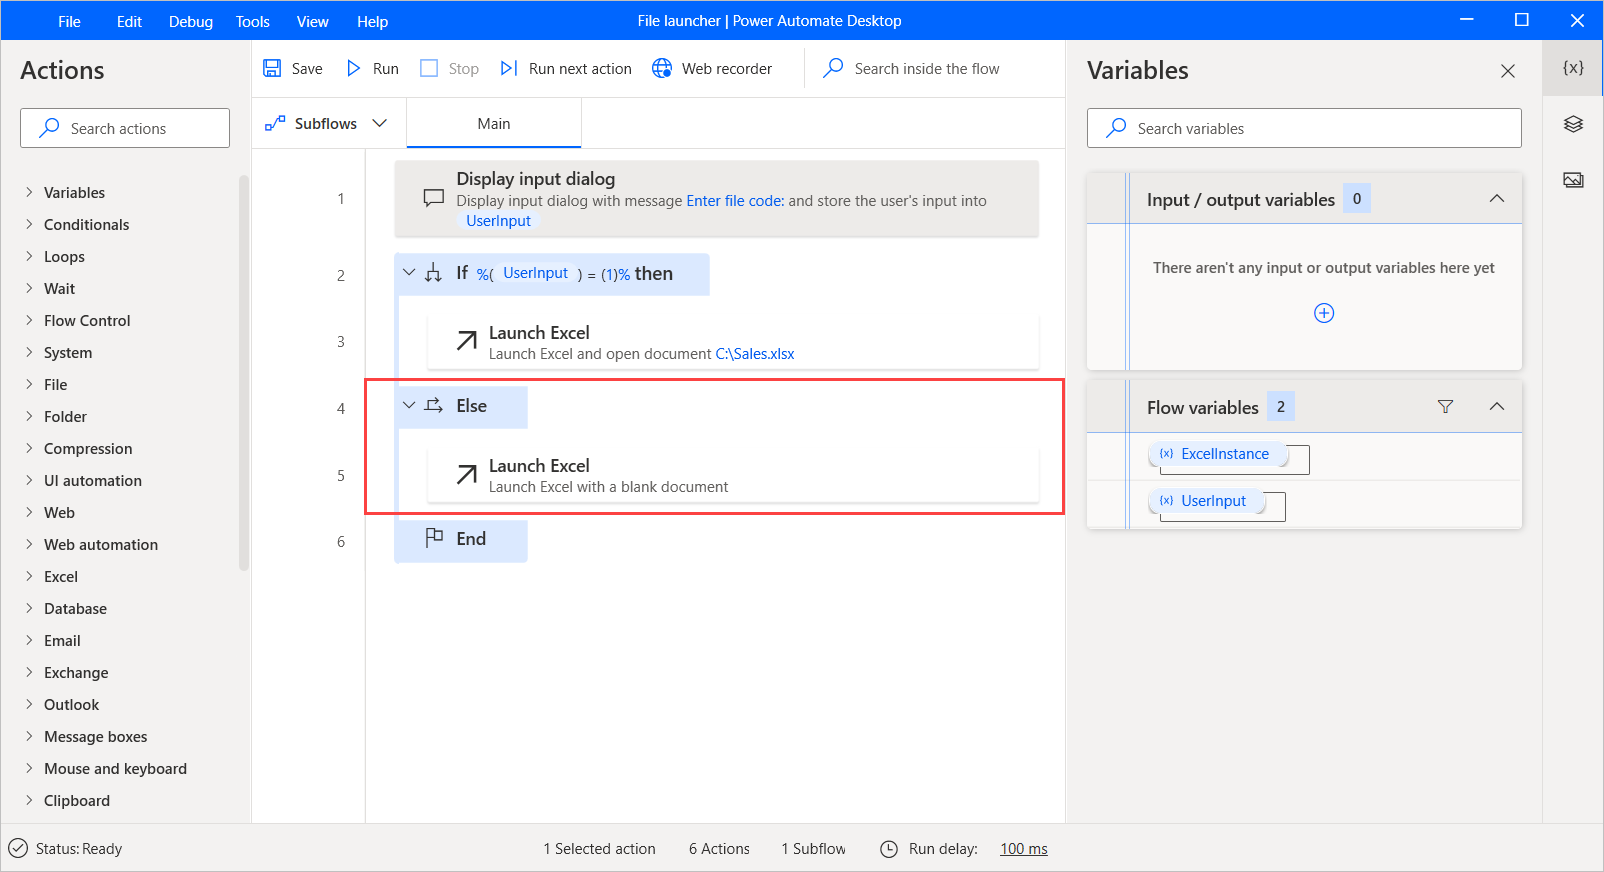 File Edit Debug Tools View Help File launcher | Power Automate Desktop
Actions
Search actions
Variables
Conditionals
Loops
Wait
Flow Control
System
File
Folder
Compression
UI automation
Web
Web automation
Excel
Database
Email
Exchange
Outlook
Message boxes
Mouse and keyboard
Clipboard
Save Run Stop Run next action Web recorder Search inside the flow
Subflows Main
1 Display input dialog
Display input dialog with message Enter file code: and store the user's input into
UserInput
2 If %( UserInput ) = (1)% then
3 Launch Excel
Launch Excel and open document C:\Sales.xlsx
4 Else
5 Launch Excel
Launch Excel with a blank document
6 End
Variables
{x}
Search variables
Input / output variables 0
There aren't any input or output variables here yet
Flow variables 2
{x} ExcelInstance
{x} UserInput
Status: Ready 1 Selected action 6 Actions 1 Subflow Run delay: 100 ms